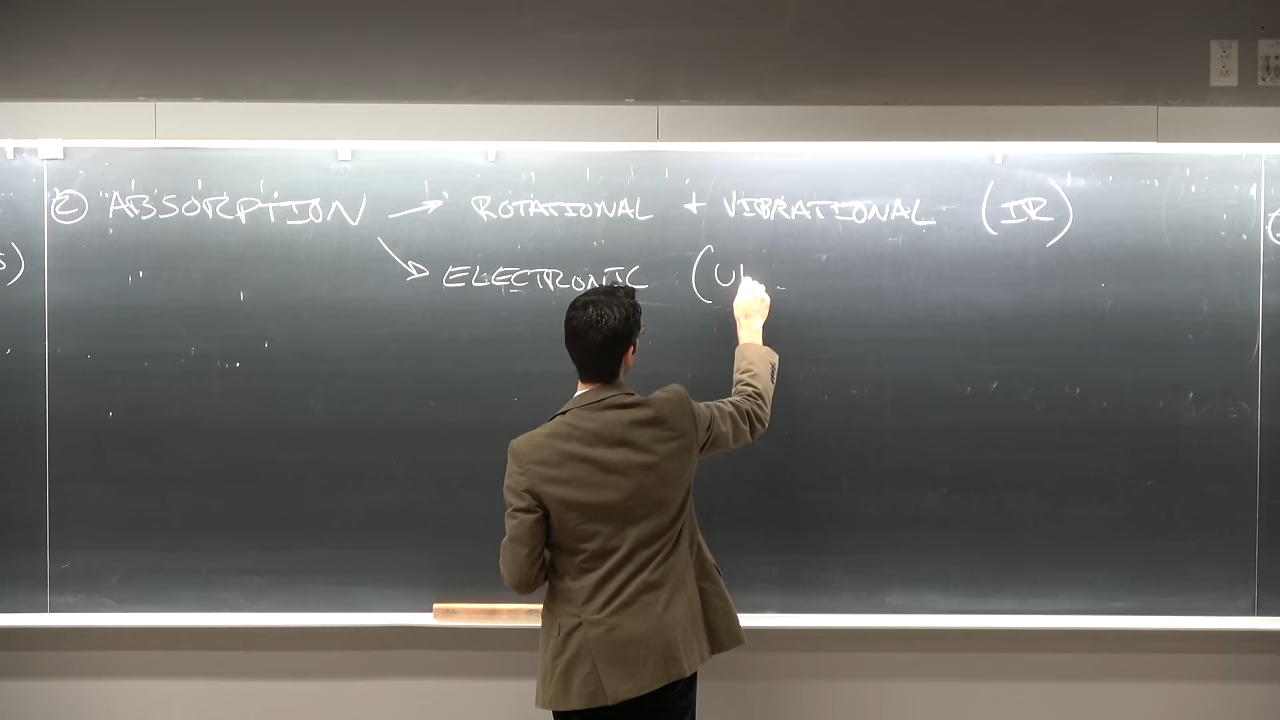 ② ABSORPTION → ROTATIONAL + VIBRATIONAL (IR)
↘ ELECTRONIC (U